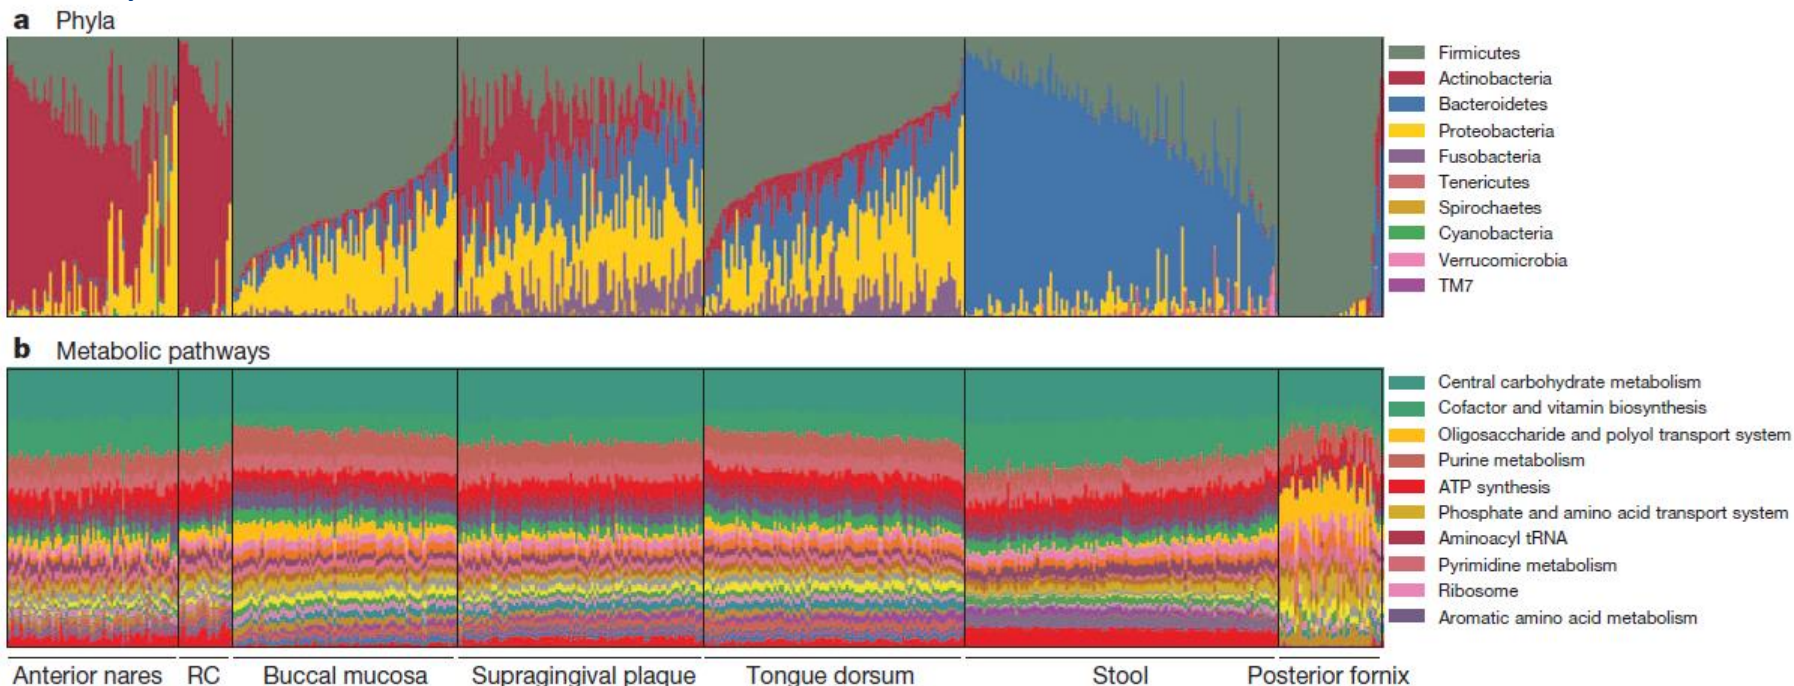 a Phyla
Firmicutes
Actinobacteria
Bacteroidetes
Proteobacteria
Fusobacteria
Tenericutes
Spirochaetes
Cyanobacteria
Verrucomicrobia
TM7
b Metabolic pathways
Central carbohydrate metabolism
Cofactor and vitamin biosynthesis
Oligosaccharide and polyol transport system
Purine metabolism
ATP synthesis
Phosphate and amino acid transport system
Aminoacyl tRNA
Pyrimidine metabolism
Ribosome
Aromatic amino acid metabolism
Anterior nares RC Buccal mucosa Supragingival plaque Tongue dorsum Stool Posterior fornix